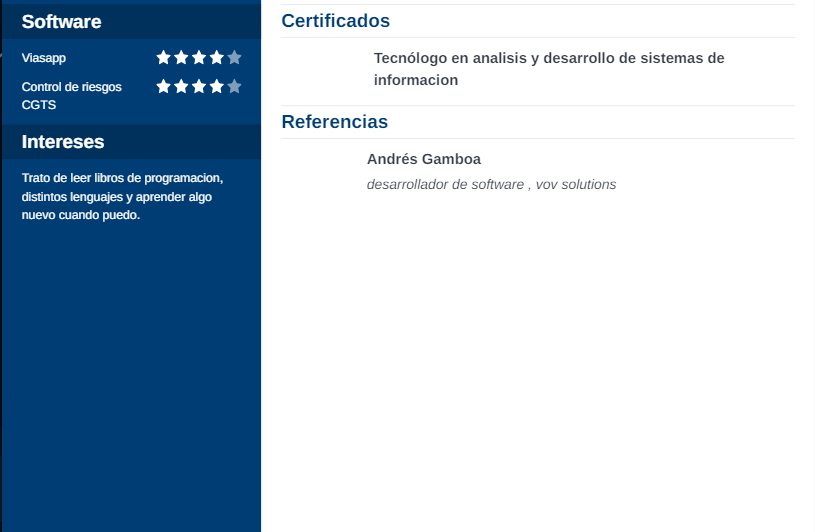 Software
Viasapp
Control de riesgos
CGTS
Intereses
Trato de leer libros de programacion,
distintos lenguajes y aprender algo
nuevo cuando puedo.
Certificados
Tecnólogo en analisis y desarrollo de sistemas de
informacion
Referencias
Andrés Gamboa
desarrollador de software , vov solutions